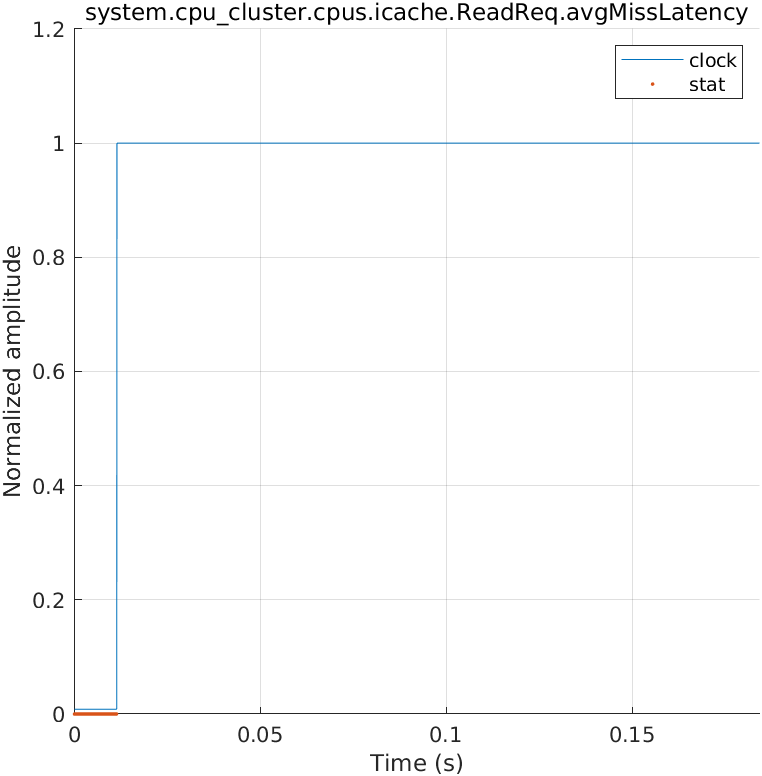 system.cpu_cluster.cpus.icache.ReadReq.avgMissLatency
1.2
clock
stat
1
0.8
Normalized amplitude
0.6
0.4
0.2
0
0 0.05 0.1 0.15
Time (s)